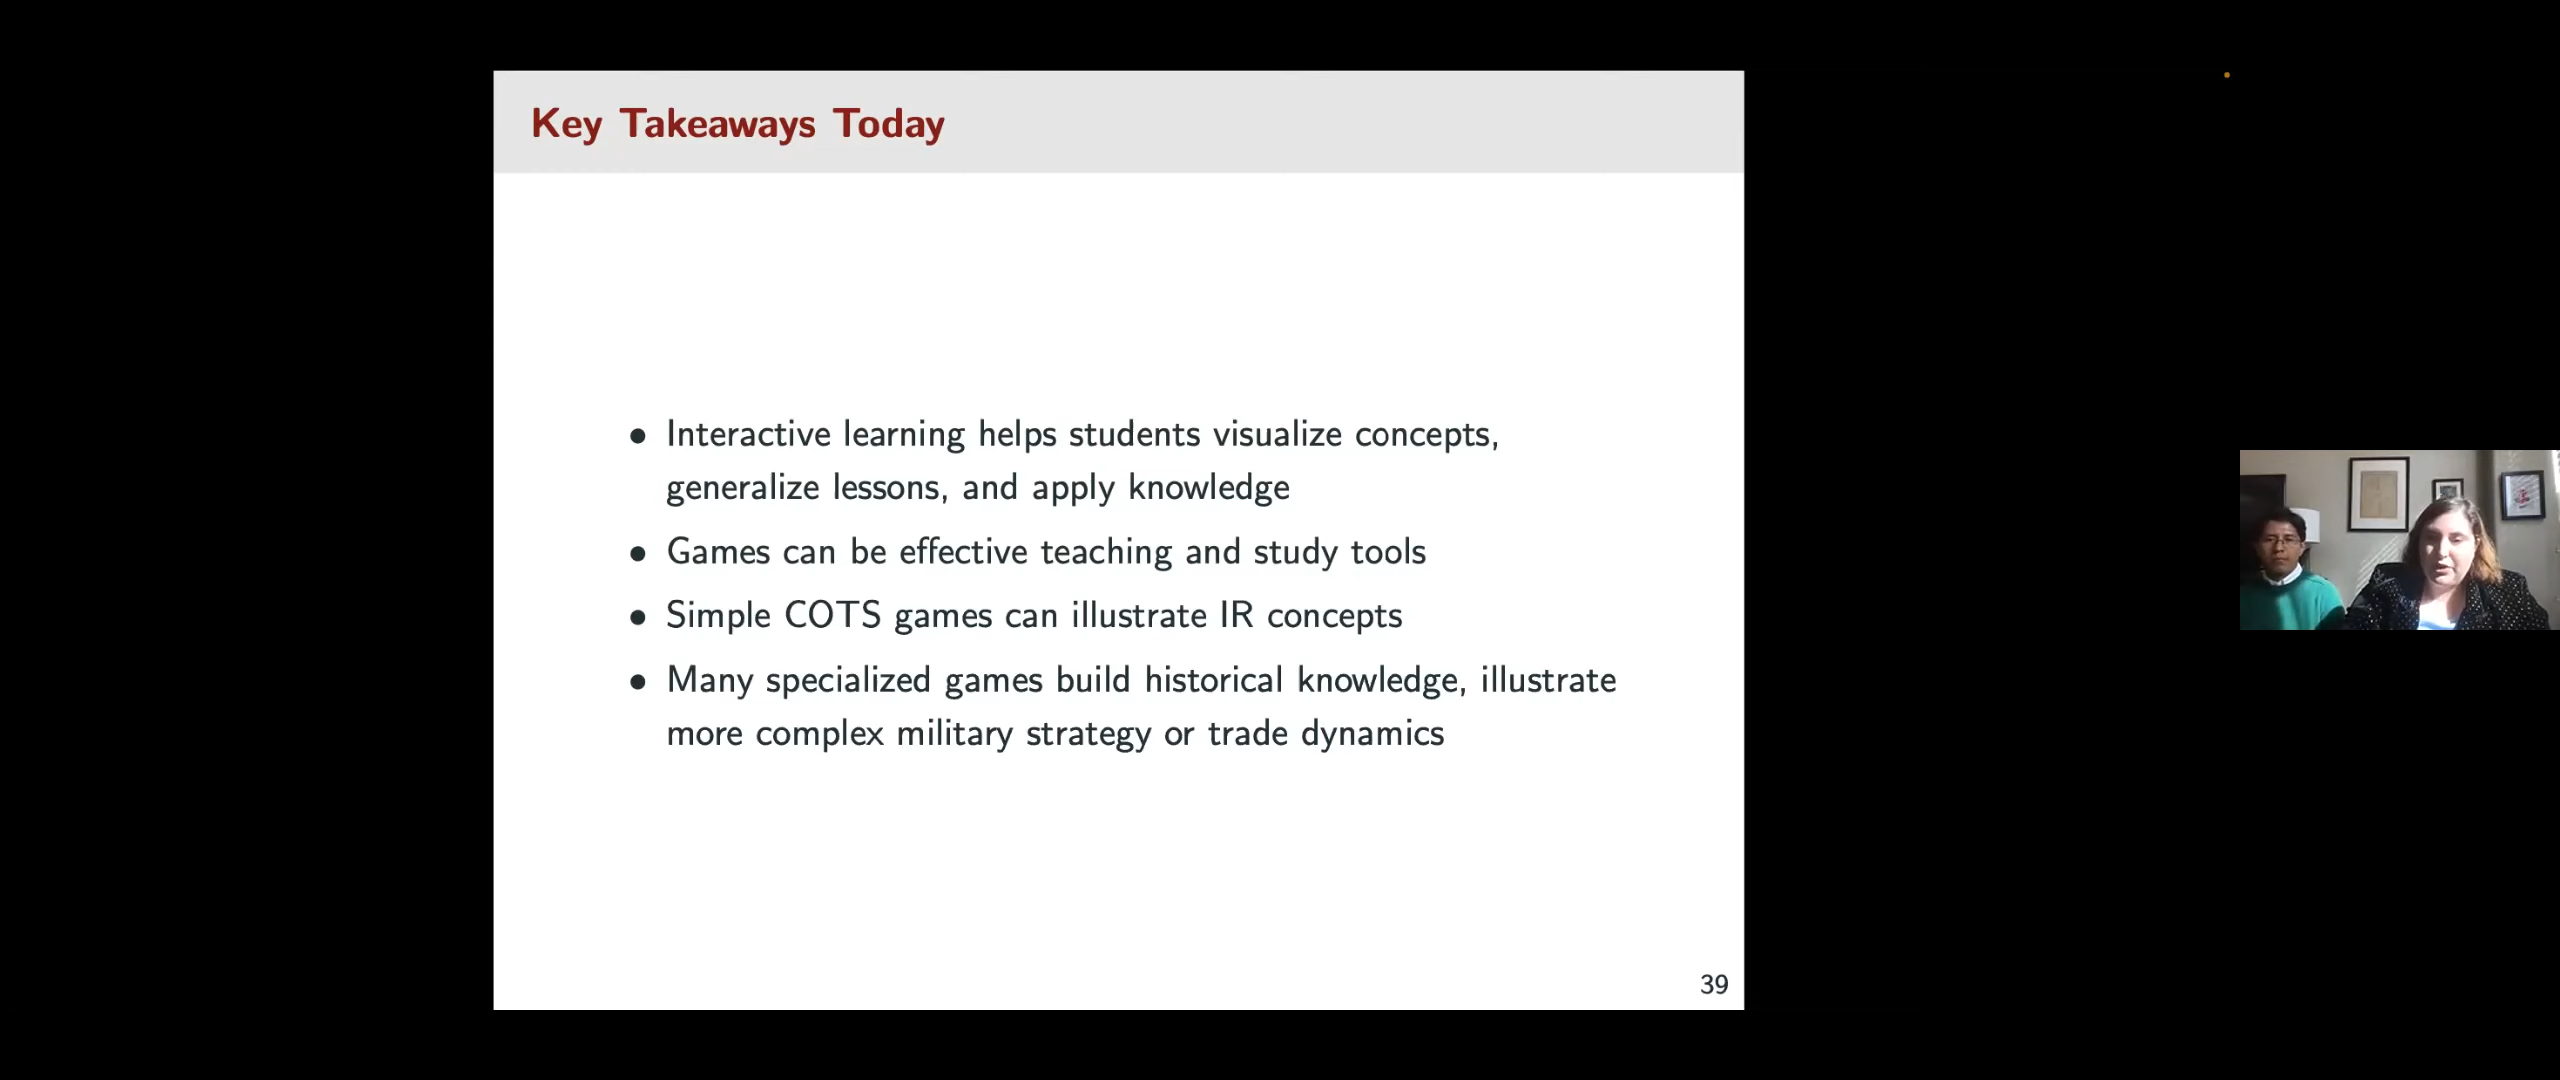 Key Takeaways Today
• Interactive learning helps students visualize concepts,
generalize lessons, and apply knowledge
• Games can be effective teaching and study tools
• Simple COTS games can illustrate IR concepts
• Many specialized games build historical knowledge, illustrate
more complex military strategy or trade dynamics
39